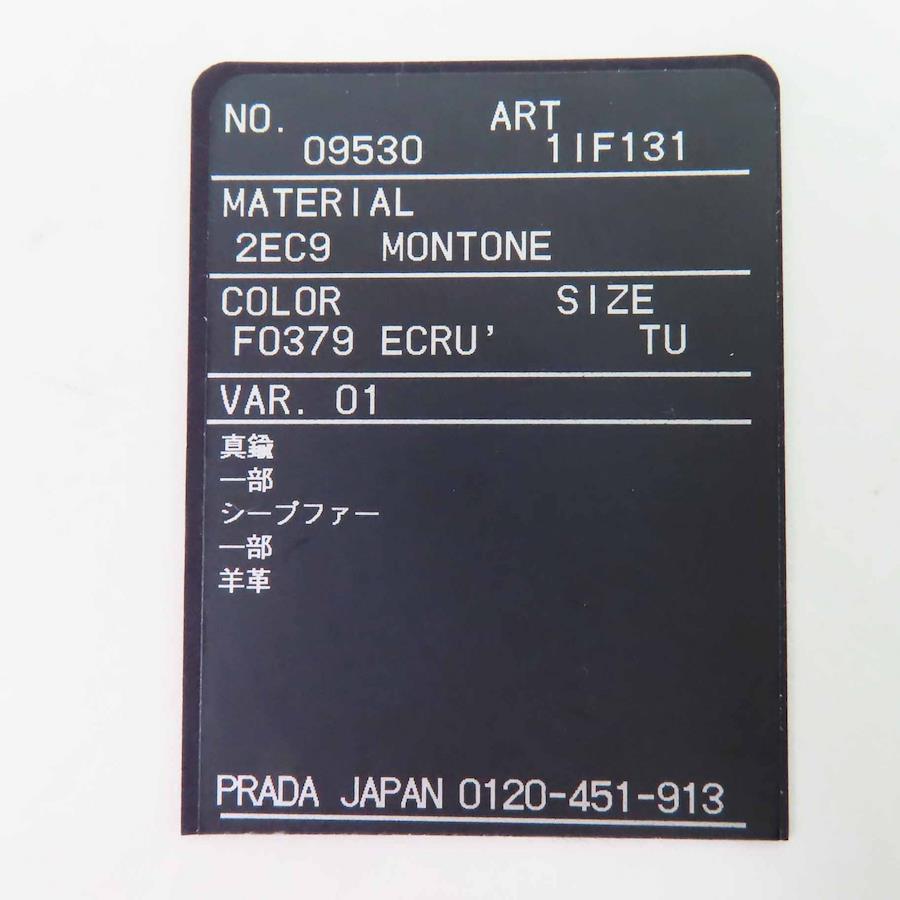 NO. ART
09530 1IF131
MATERIAL
2EC9 MONTONE
COLOR SIZE
F0379 ECRU' TU
VAR. 01
真鍮
一部
シープファー
一部
羊革
PRADA JAPAN 0120-451-913